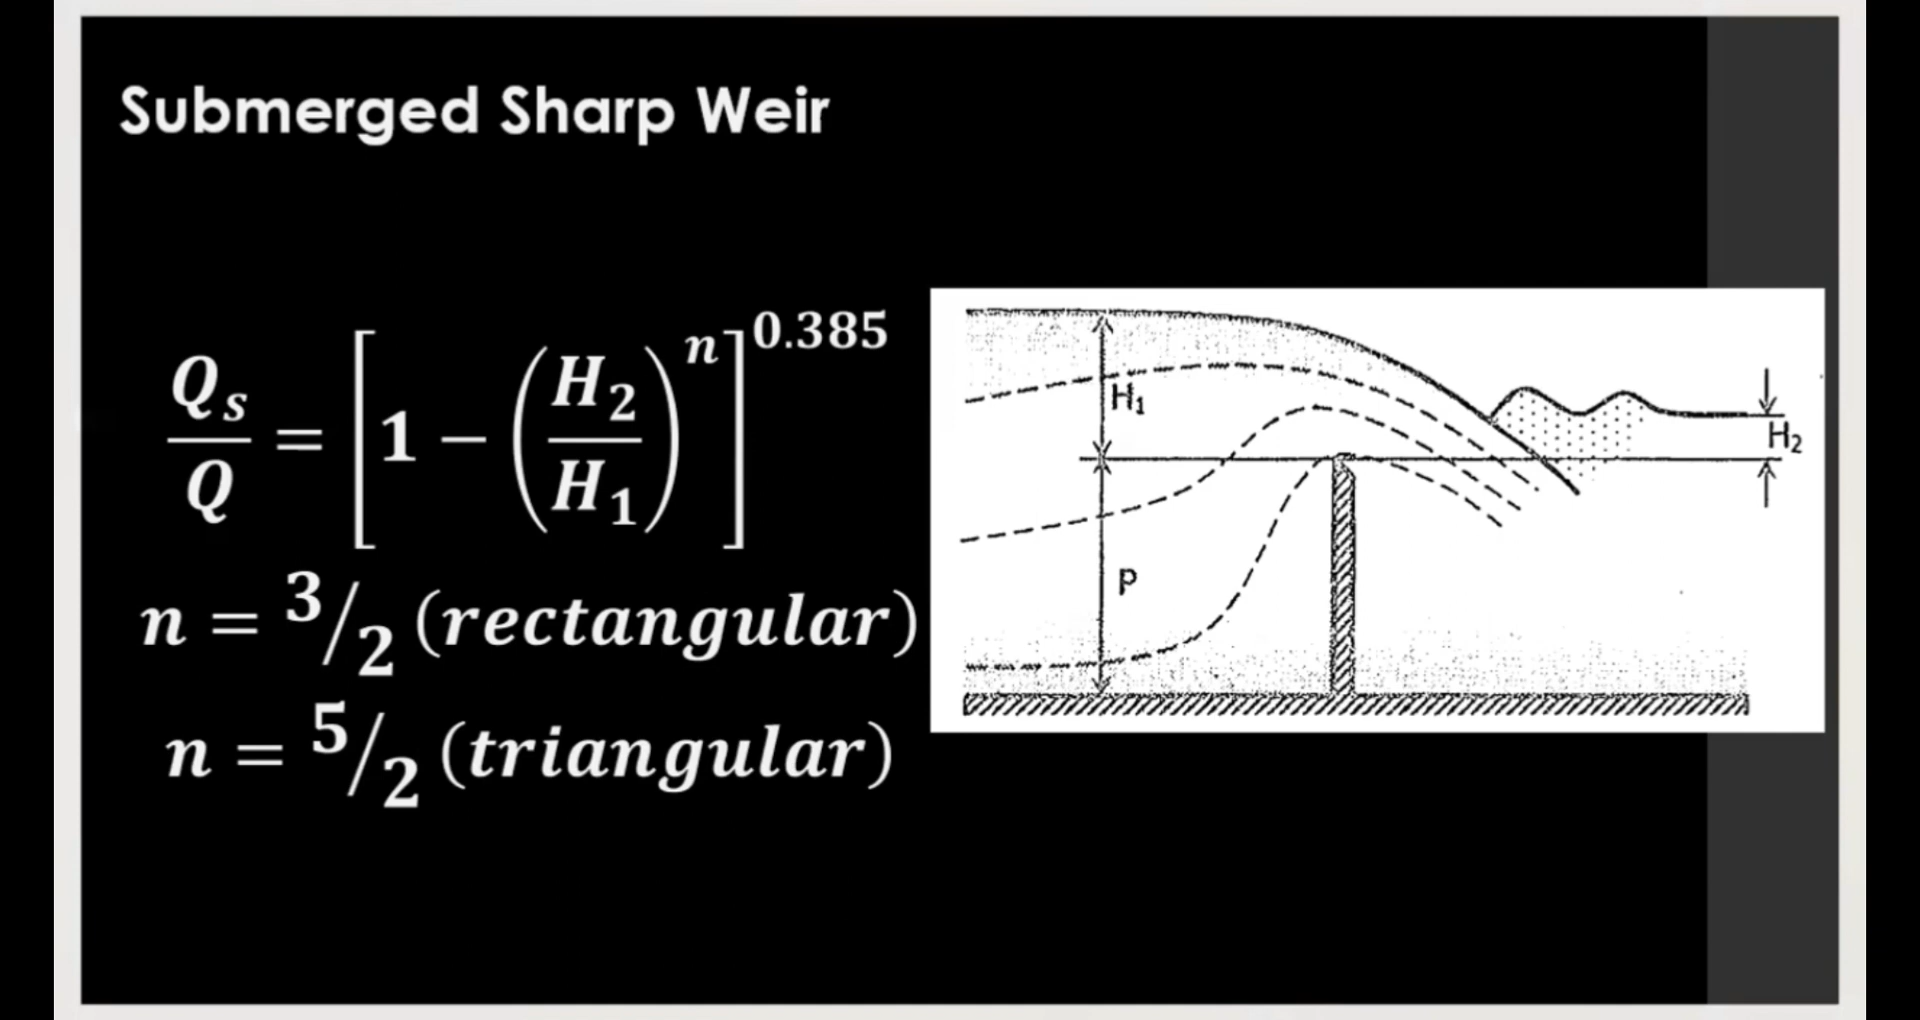 Submerged Sharp Weir
Qs/Q = [1 − (H2/H1)^n]^0.385
n = 3/2 (rectangular)
n = 5/2 (triangular)
H1
H2
P